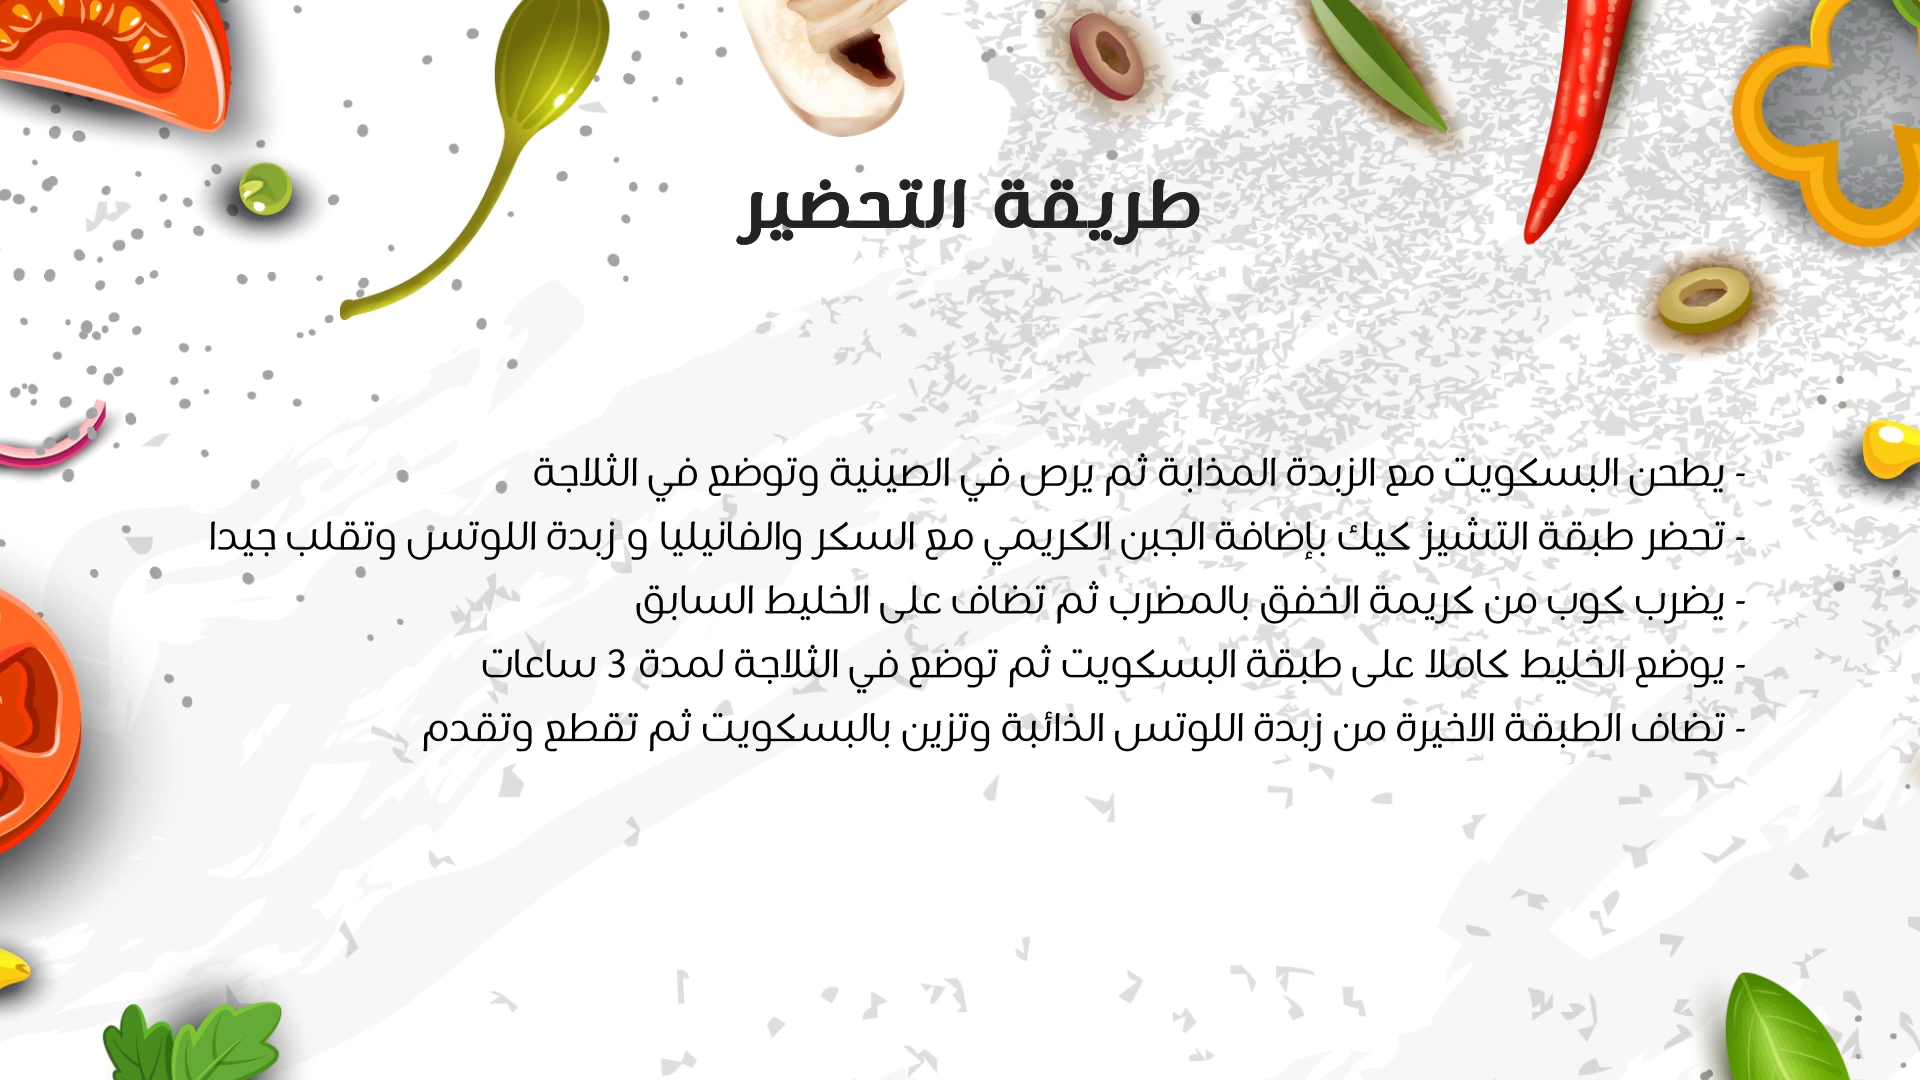 طريقة التحضير
- يطحن البسكويت مع الزبدة المذابة ثم يرص في الصينية وتوضع في الثلاجة
- تحضر طبقة التشيز كيك بإضافة الجبن الكريمي مع السكر والفانيليا و زبدة اللوتس وتقلب جيدا
- يضرب كوب من كريمة الخفق بالمضرب ثم تضاف على الخليط السابق
- يوضع الخليط كاملا على طبقة البسكويت ثم توضع في الثلاجة لمدة 3 ساعات
- تضاف الطبقة الاخيرة من زبدة اللوتس الذائبة وتزين بالبسكويت ثم تقطع وتقدم